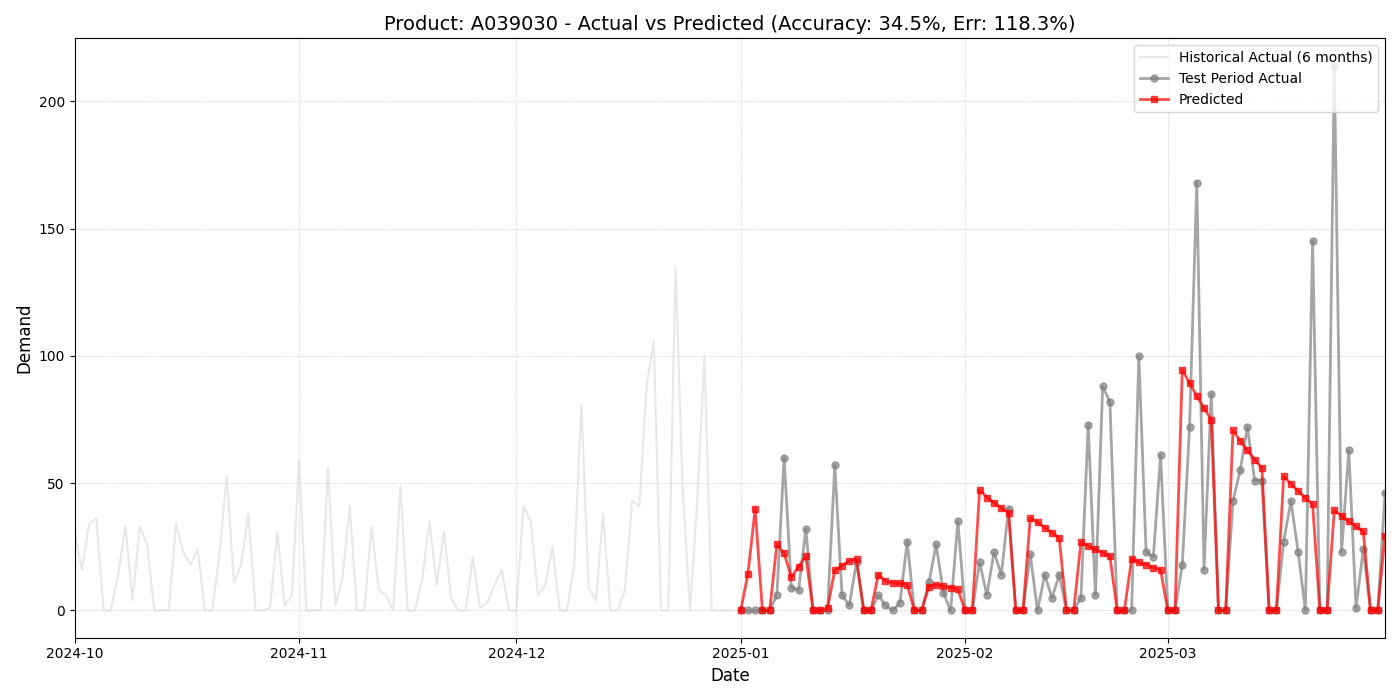 Product: A039030 - Actual vs Predicted (Accuracy: 34.5%, Err: 118.3%)
Historical Actual (6 months)
Test Period Actual
Predicted
Demand
200
150
100
50
0
2024-10
2024-11
2024-12
2025-01
2025-02
2025-03
Date